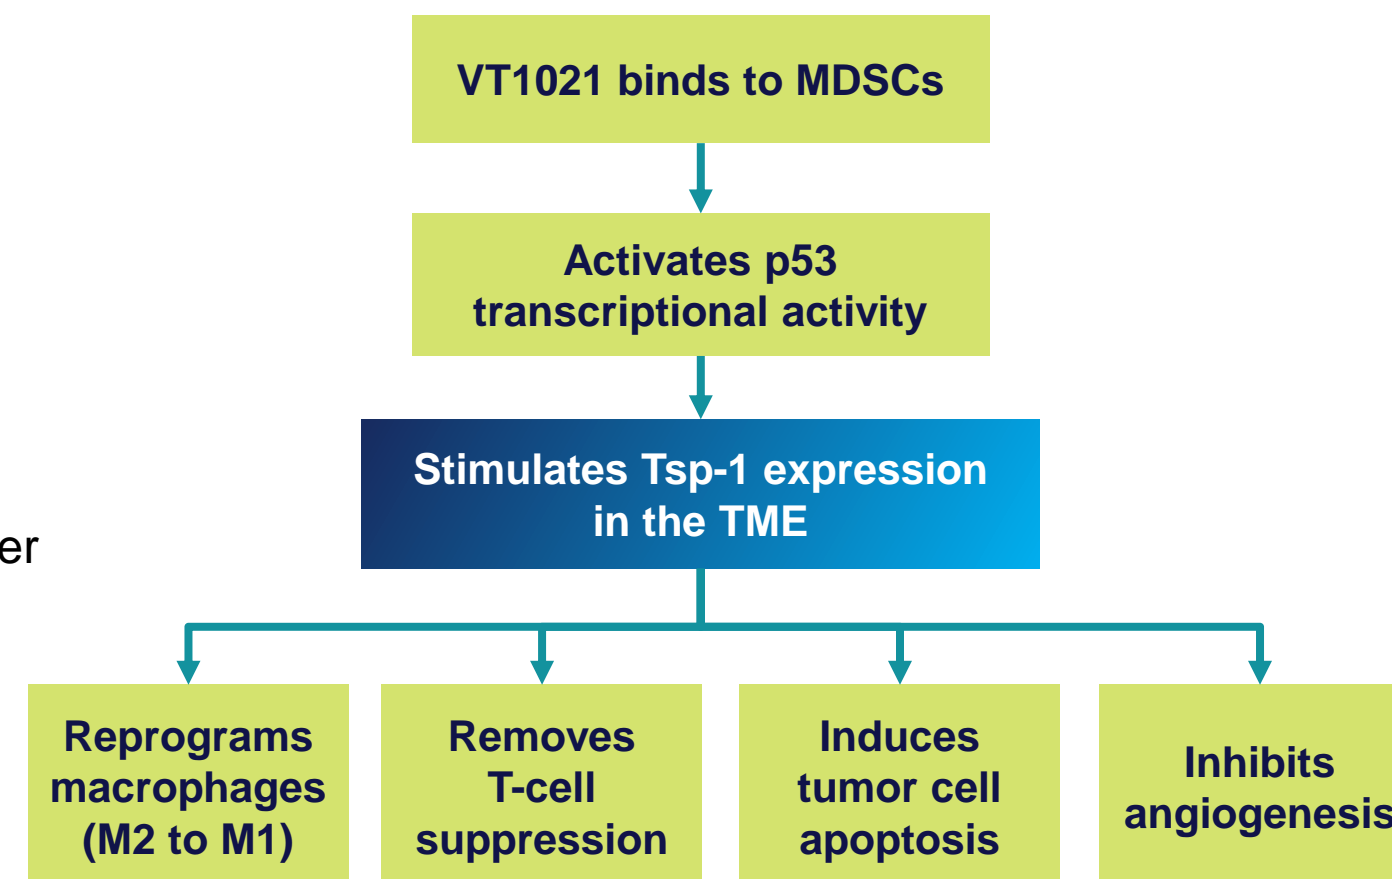 VT1021 binds to MDSCs
Activates p53
transcriptional activity
Stimulates Tsp-1 expression
in the TME
er
Reprograms
macrophages
(M2 to M1)
Removes
T-cell
suppression
Induces
tumor cell
apoptosis
Inhibits
angiogenesis